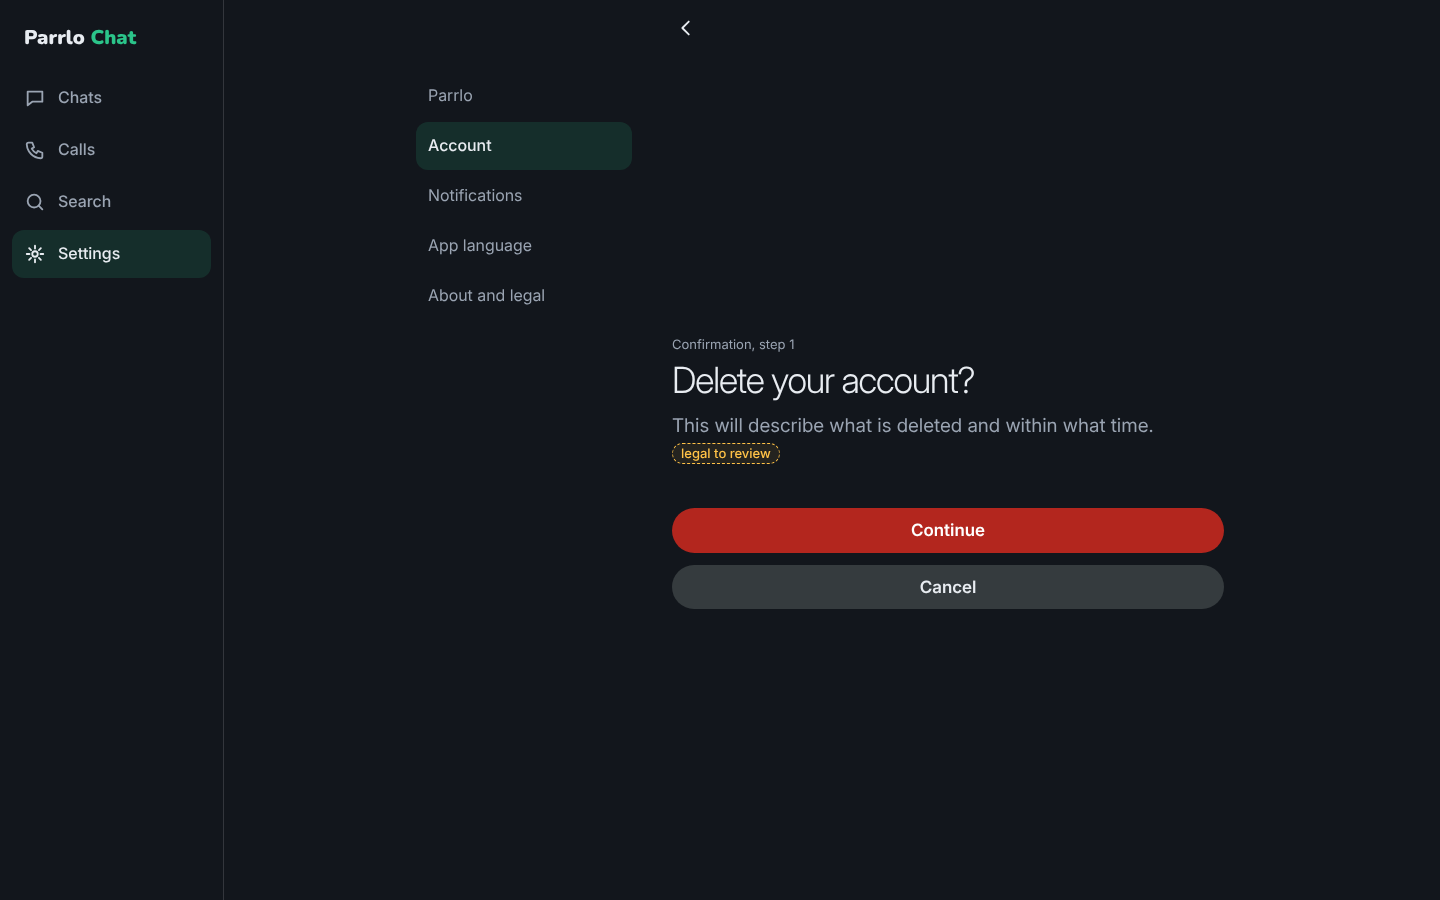 Parrlo Chat
Chats
Calls
Search
Settings
Parrlo
Account
Notifications
App language
About and legal
Confirmation, step 1
Delete your account?
This will describe what is deleted and within what time.
legal to review
Continue
Cancel